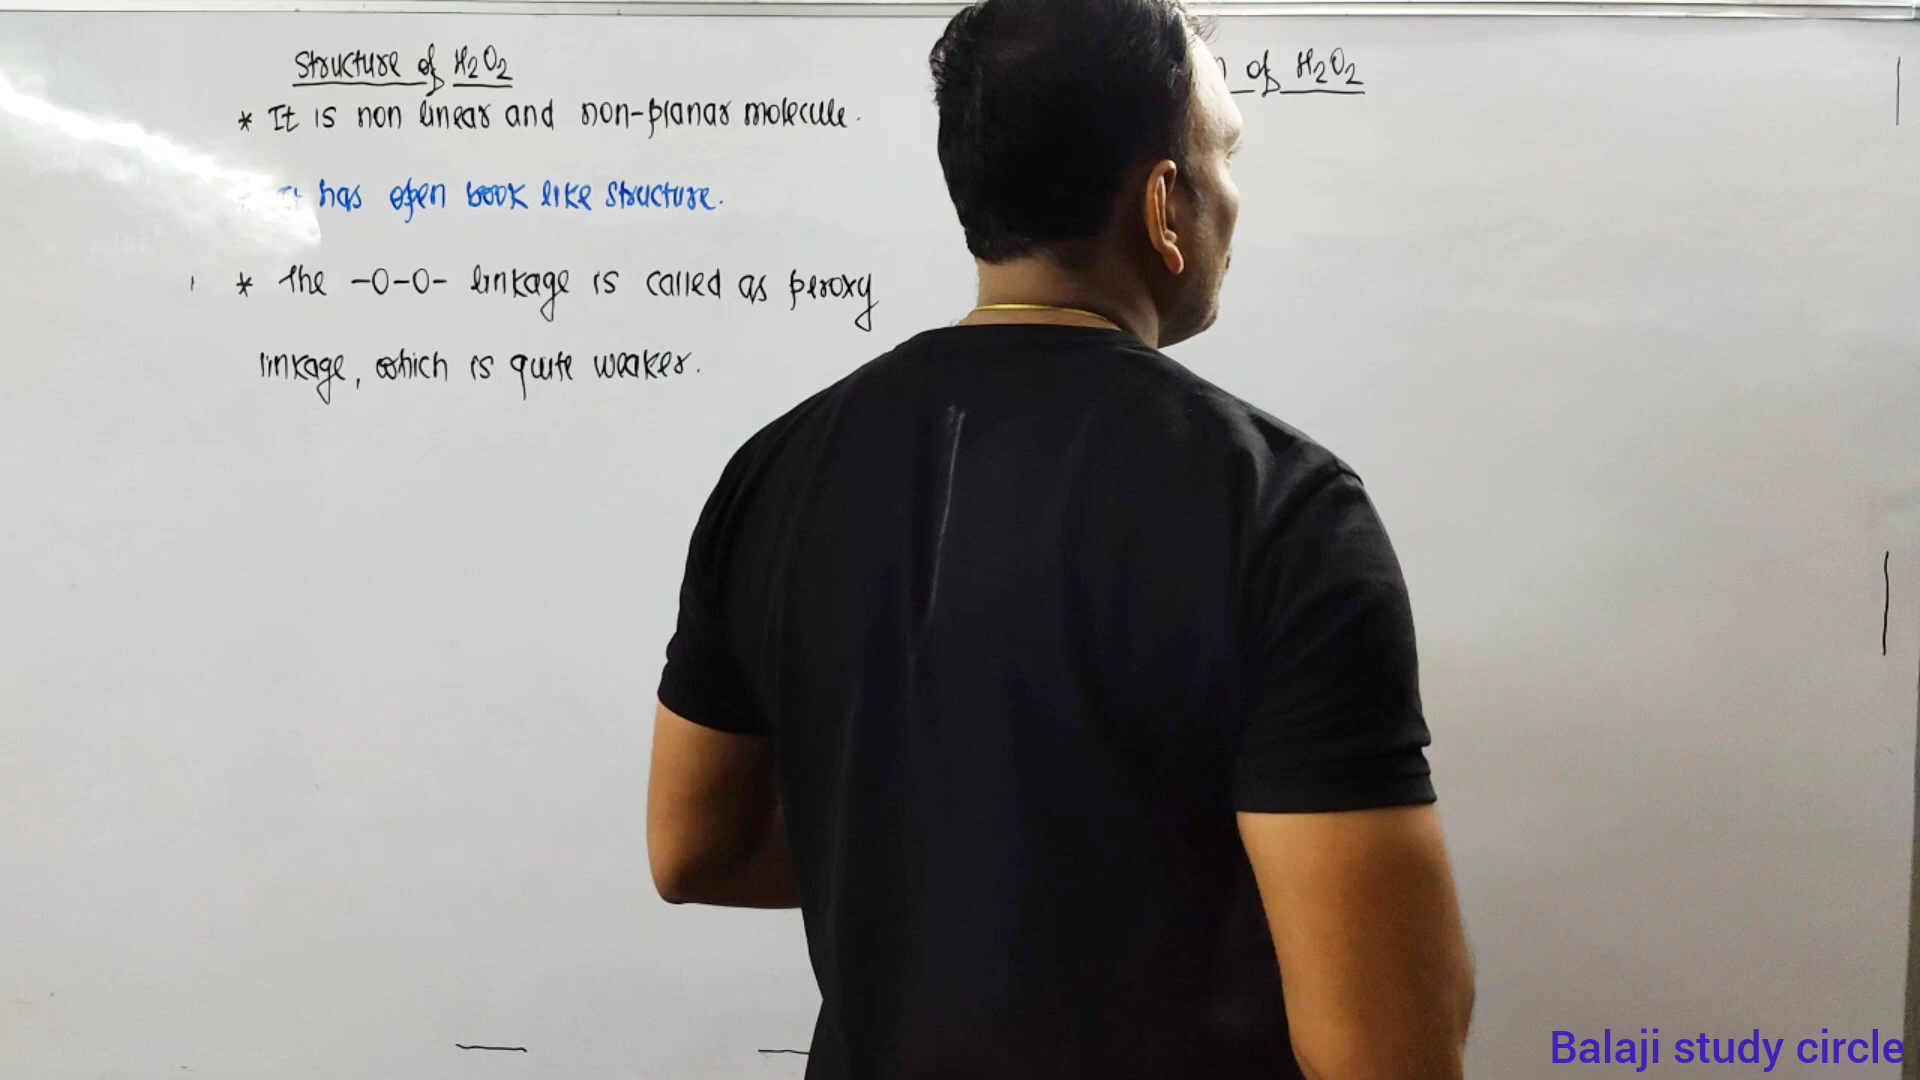 Structure of H2O2
* It is non linear and non-planar molecule.
It has open book like structure.
* The -O-O- linkage is called as peroxy
linkage, which is quite weaker.
of H2O2
Balaji study circle